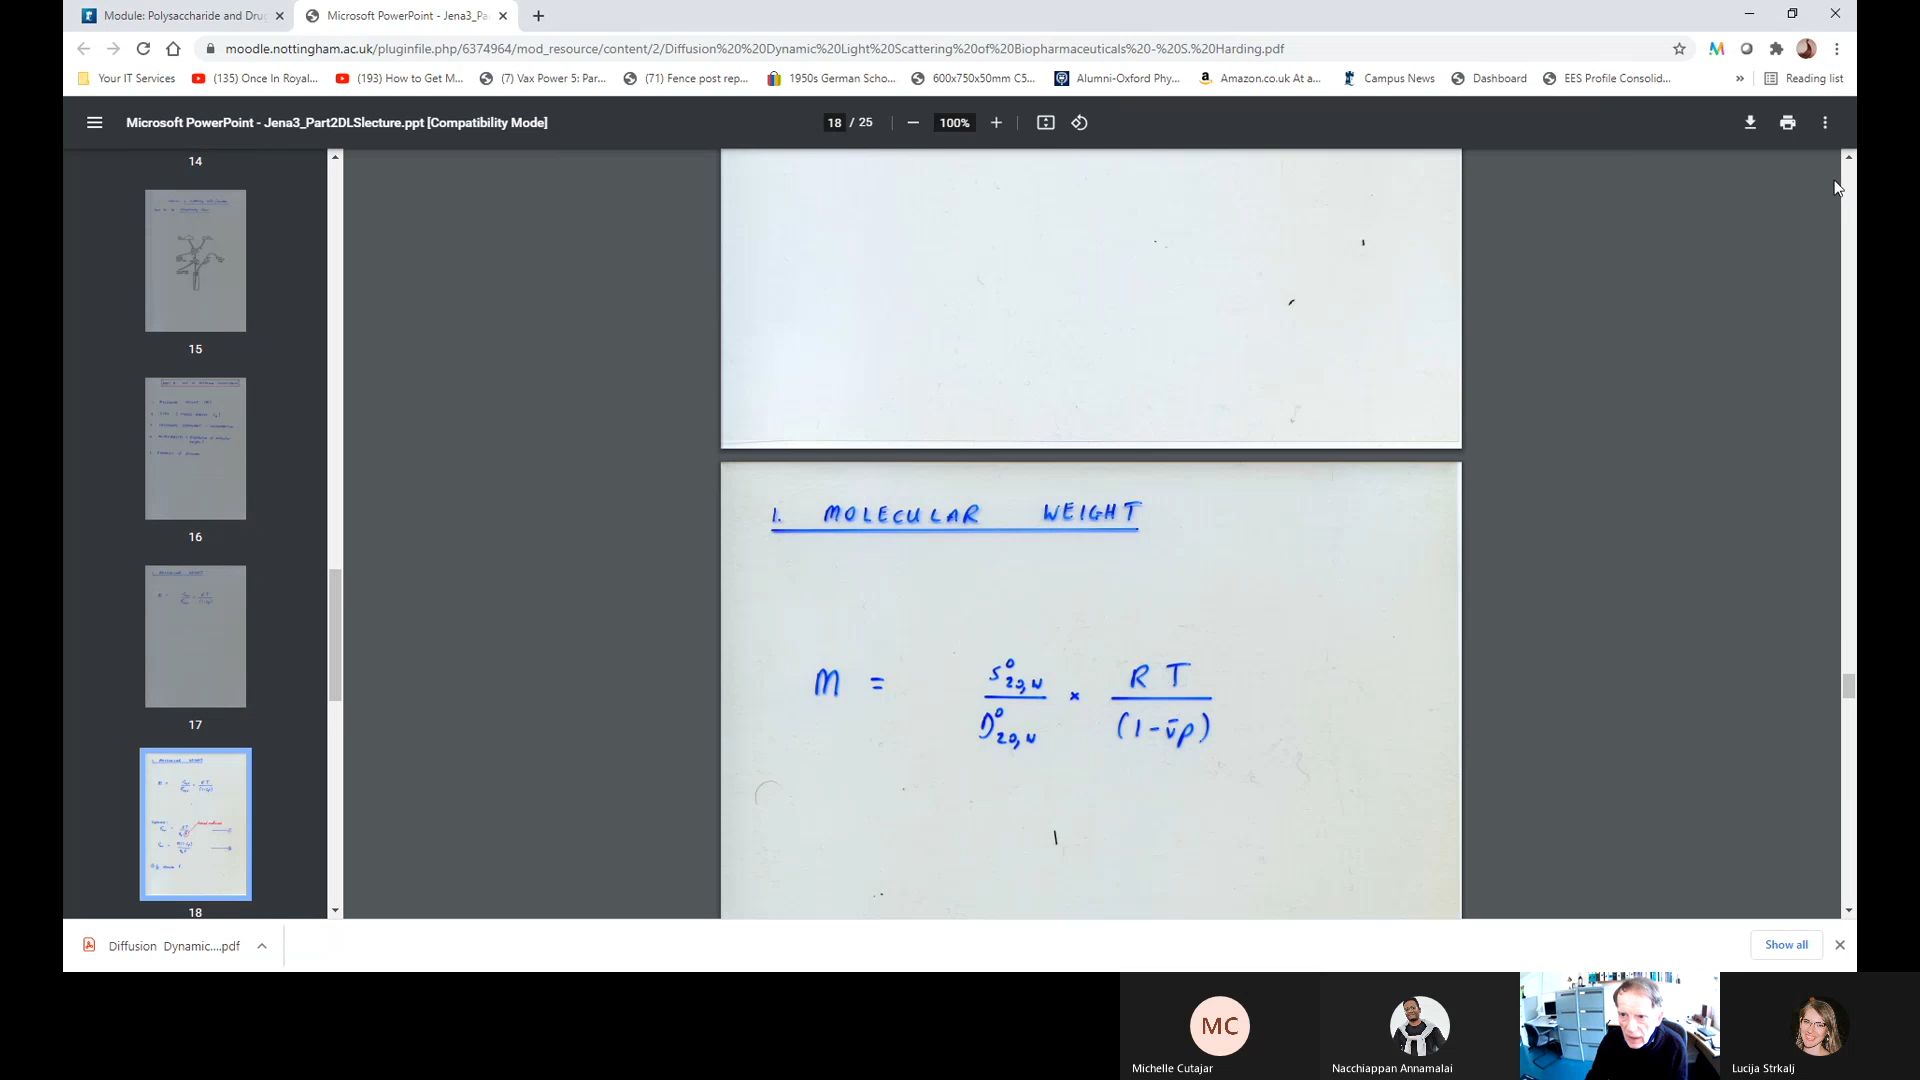 Module: Polysaccharide and Dru
Microsoft PowerPoint - Jena3_Pa
moodle.nottingham.ac.uk/pluginfile.php/6374964/mod_resource/content/2/Diffusion%20%20Dynamic%20Light%20Scattering%20of%20Biopharmaceuticals%20-%20S.%20Harding.pdf
Your IT Services
(135) Once In Royal...
(193) How to Get M...
(7) Vax Power 5: Par...
(71) Fence post rep...
1950s German Scho...
600x750x50mm C5...
Alumni-Oxford Phy...
Amazon.co.uk At a...
Campus News
Dashboard
EES Profile Consolid...
»
Reading list
Microsoft PowerPoint - Jena3_Part2DLSlecture.ppt [Compatibility Mode]
18 / 25
100%
14
15
16
17
18
1. MOLECULAR WEIGHT
M = S⁰20,w / D⁰20,w × R T / (1-v̄ρ)
Diffusion Dynamic....pdf
Show all
MC
Michelle Cutajar
Nacchiappan Annamalai
Lucija Strkalj